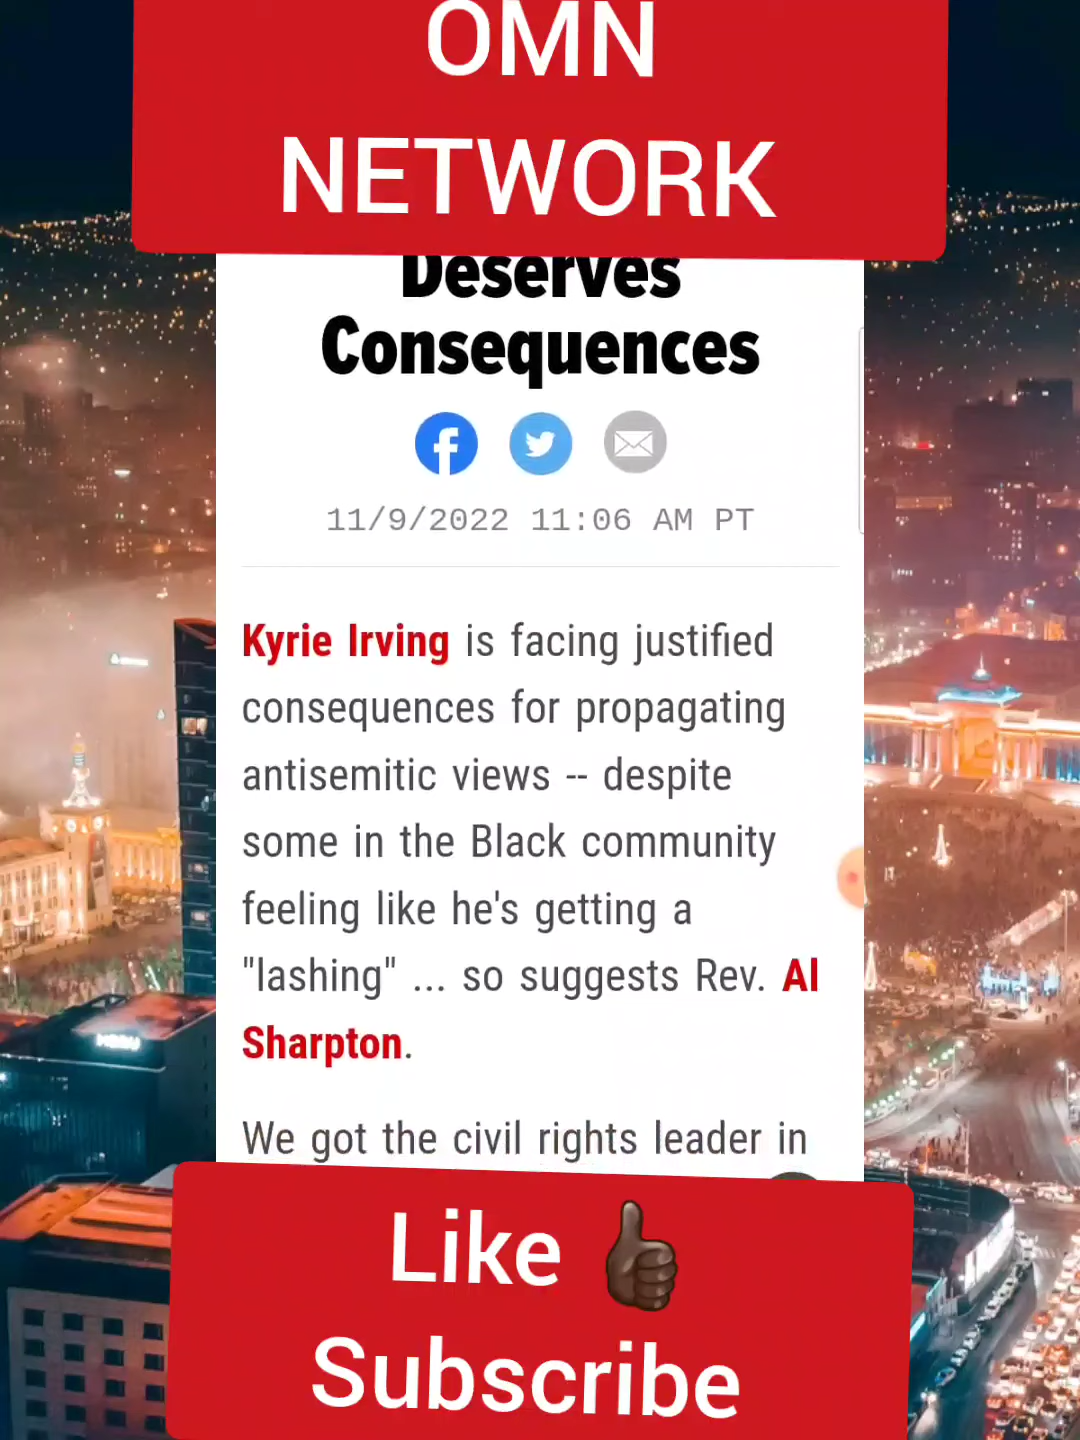 OMN
NETWORK
Deserves
Consequences
11/9/2022 11:06 AM PT
Kyrie Irving is facing justified
consequences for propagating
antisemitic views -- despite
some in the Black community
feeling like he's getting a
"lashing" ... so suggests Rev. Al
Sharpton.
We got the civil rights leader in
Like 👍🏿
Subscribe